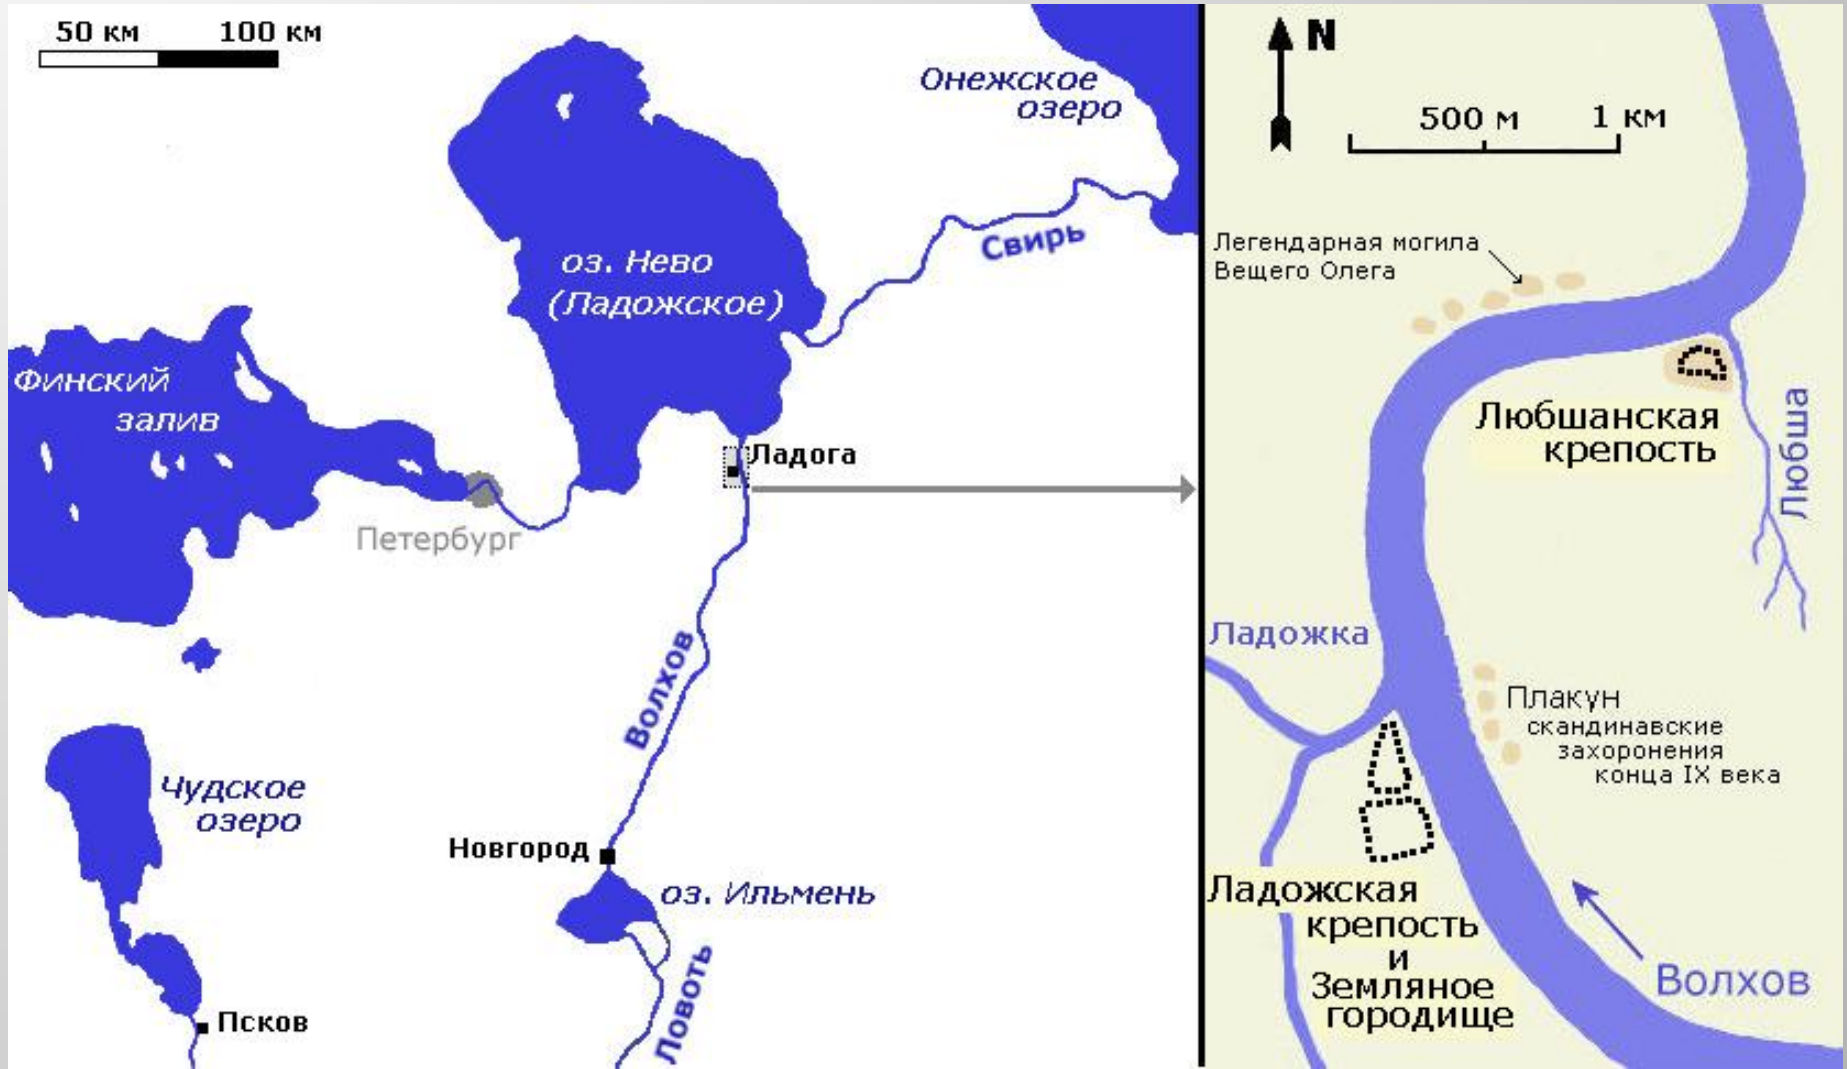 50 км 100 км
Онежское
озеро
Свирь
оз. Нево
(Ладожское)
Финский
залив
Ладога
Петербург
Волхов
Чудское
озеро
Новгород
оз. Ильмень
Ловоть
Псков
N
500 м 1 км
Легендарная могила
Вещего Олега
Любшанская
крепость
Любша
Ладожка
Плакун
скандинавские
захоронения
конца IX века
Ладожская
крепость
и
Земляное
городище
Волхов